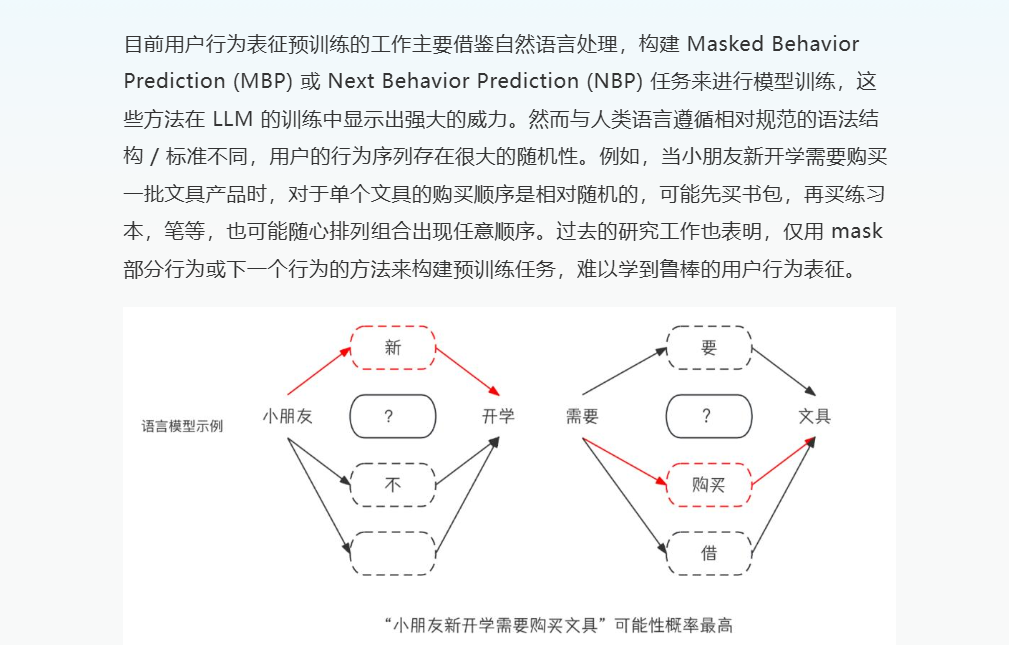 目前用户行为表征预训练的工作主要借鉴自然语言处理，构建 Masked Behavior
Prediction (MBP) 或 Next Behavior Prediction (NBP) 任务来进行模型训练，这
些方法在 LLM 的训练中显示出强大的威力。然而与人类语言遵循相对规范的语法结
构 / 标准不同，用户的行为序列存在很大的随机性。例如，当小朋友新开学需要购买
一批文具产品时，对于单个文具的购买顺序是相对随机的，可能先买书包，再买练习
本，笔等，也可能随心排列组合出现任意顺序。过去的研究工作也表明，仅用 mask
部分行为或下一个行为的方法来构建预训练任务，难以学到鲁棒的用户行为表征。
新 要
语言模型示例 小朋友 ? 开学 需要 ? 文具
不 购买
借
“小朋友新开学需要购买文具”可能性概率最高